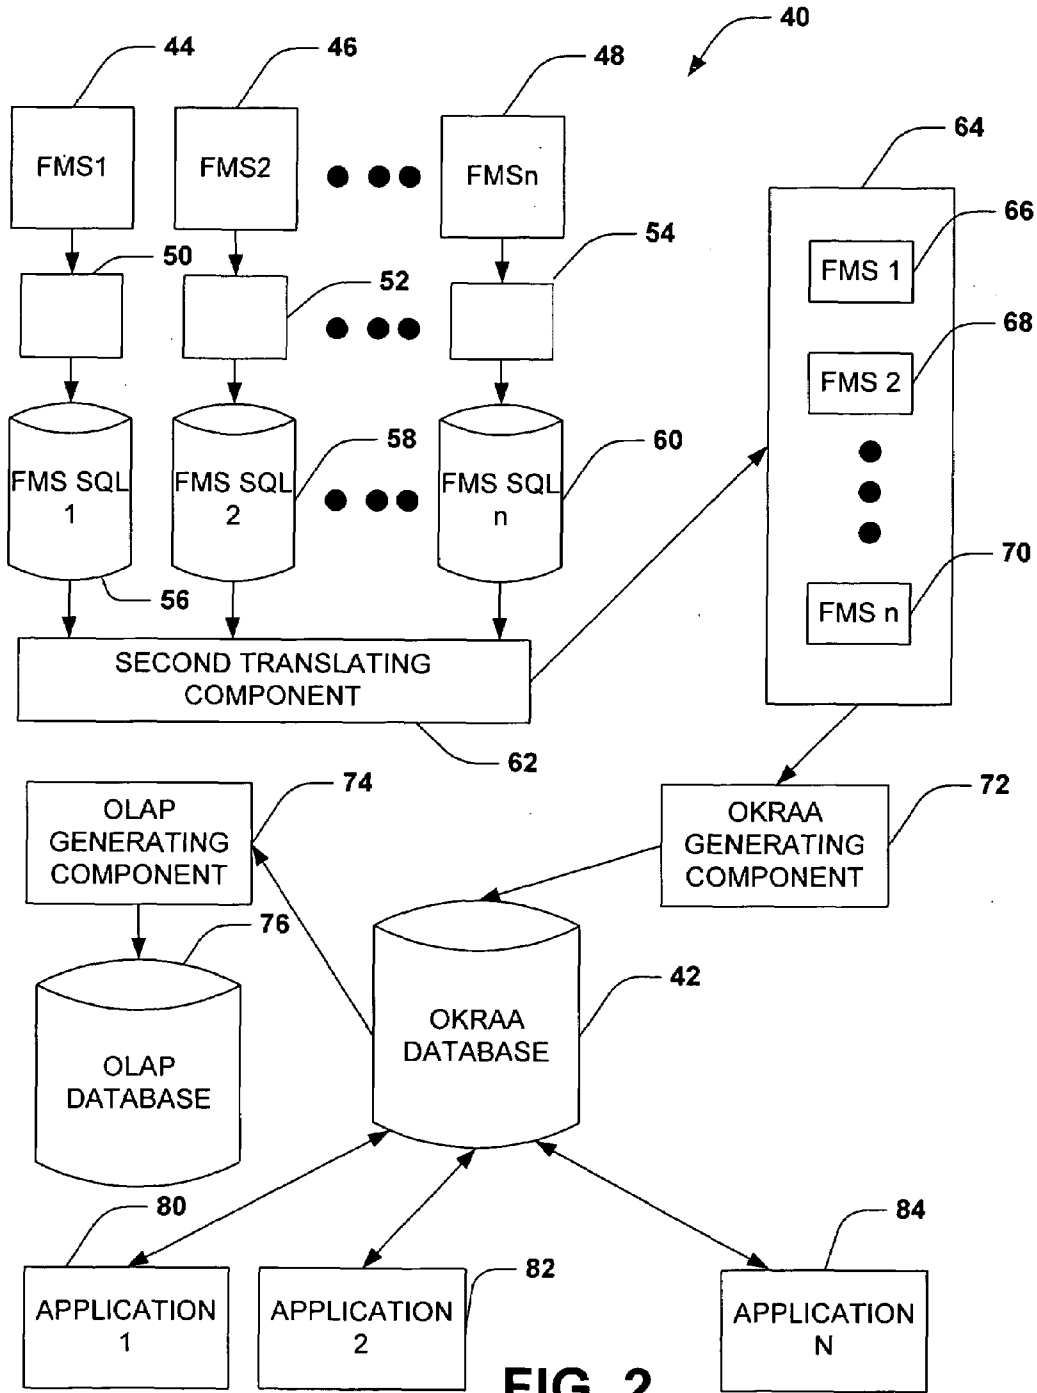 40
44
46
48
FMS1
FMS2
FMSn
64
50
52
54
66
FMS 1
68
FMS 2
FMS SQL
1
FMS SQL
2
58
FMS SQL
n
60
56
70
FMS n
SECOND TRANSLATING
COMPONENT
62
74
OLAP
GENERATING
COMPONENT
72
OKRAA
GENERATING
COMPONENT
76
42
OKRAA
DATABASE
OLAP
DATABASE
80
82
84
APPLICATION
1
APPLICATION
2
APPLICATION
N
FIG. 2